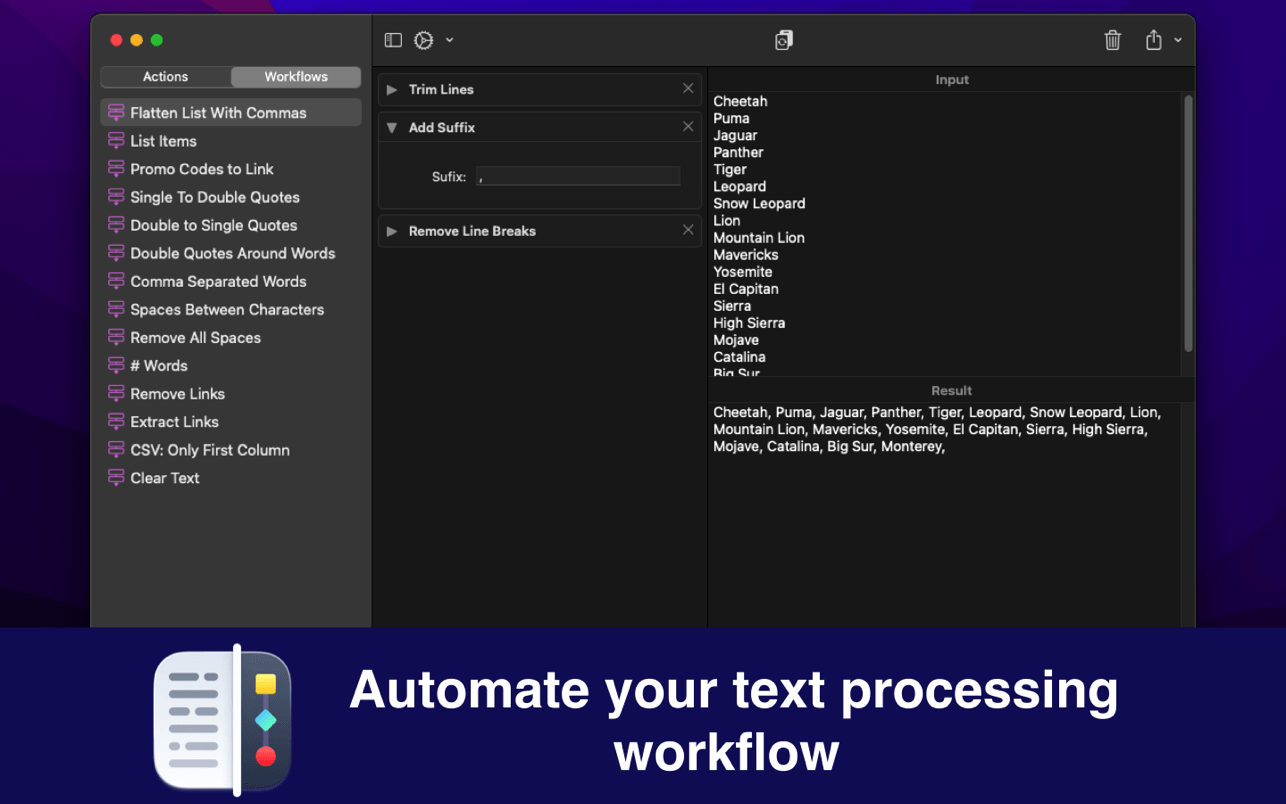 Actions
Workflows
Flatten List With Commas
List Items
Promo Codes to Link
Single To Double Quotes
Double to Single Quotes
Double Quotes Around Words
Comma Separated Words
Spaces Between Characters
Remove All Spaces
# Words
Remove Links
Extract Links
CSV: Only First Column
Clear Text
Trim Lines
Add Suffix
Sufix: ,
Remove Line Breaks
Input
Cheetah
Puma
Jaguar
Panther
Tiger
Leopard
Snow Leopard
Lion
Mountain Lion
Mavericks
Yosemite
El Capitan
Sierra
High Sierra
Mojave
Catalina
Big Sur
Result
Cheetah, Puma, Jaguar, Panther, Tiger, Leopard, Snow Leopard, Lion,
Mountain Lion, Mavericks, Yosemite, El Capitan, Sierra, High Sierra,
Mojave, Catalina, Big Sur, Monterey,
Automate your text processing
workflow